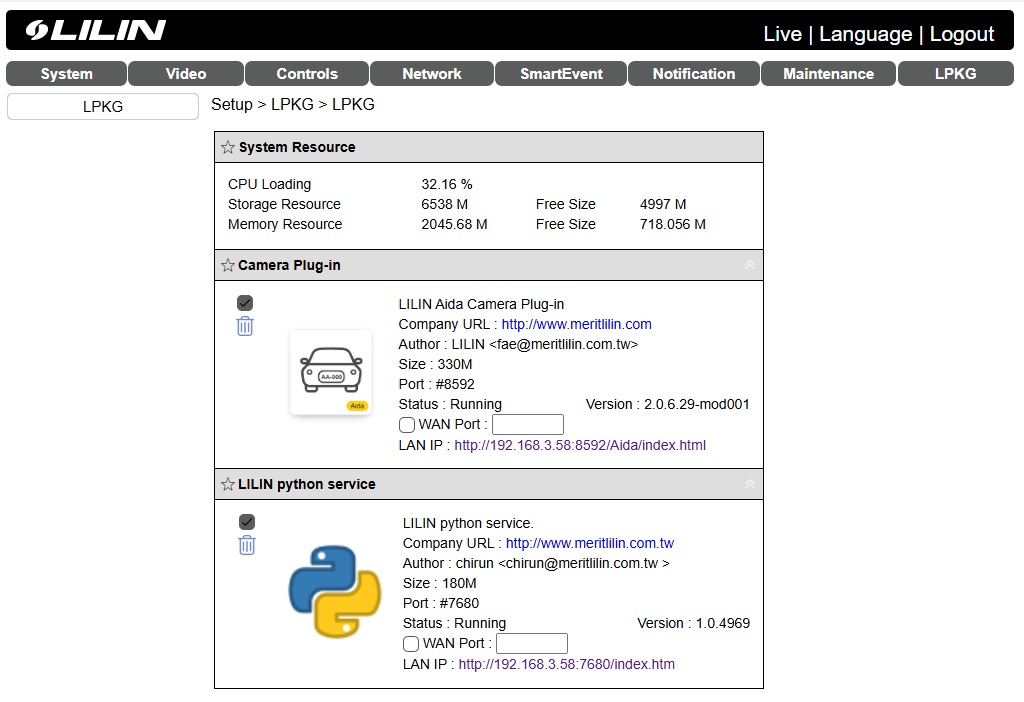 LILIN
Live | Language | Logout
System Video Controls Network SmartEvent Notification Maintenance LPKG
LPKG
Setup > LPKG > LPKG
☆ System Resource
CPU Loading 32.16 %
Storage Resource 6538 M Free Size 4997 M
Memory Resource 2045.68 M Free Size 718.056 M
☆ Camera Plug-in
LILIN Aida Camera Plug-in
Company URL : http://www.meritlilin.com
Author : LILIN <fae@meritlilin.com.tw>
Size : 330M
Port : #8592
AA-000
Aida
Status : Running Version : 2.0.6.29-mod001
WAN Port :
LAN IP : http://192.168.3.58:8592/Aida/index.html
☆ LILIN python service
LILIN python service.
Company URL : http://www.meritlilin.com.tw
Author : chirun <chirun@meritlilin.com.tw >
Size : 180M
Port : #7680
Status : Running Version : 1.0.4969
WAN Port :
LAN IP : http://192.168.3.58:7680/index.htm